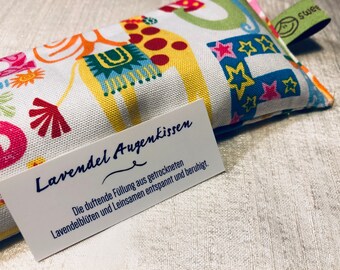 Lavendel Augenkissen
Die duftende Füllung aus getrockneten
Lavendelblüten und Leinsamen entspannt und beruhigt.